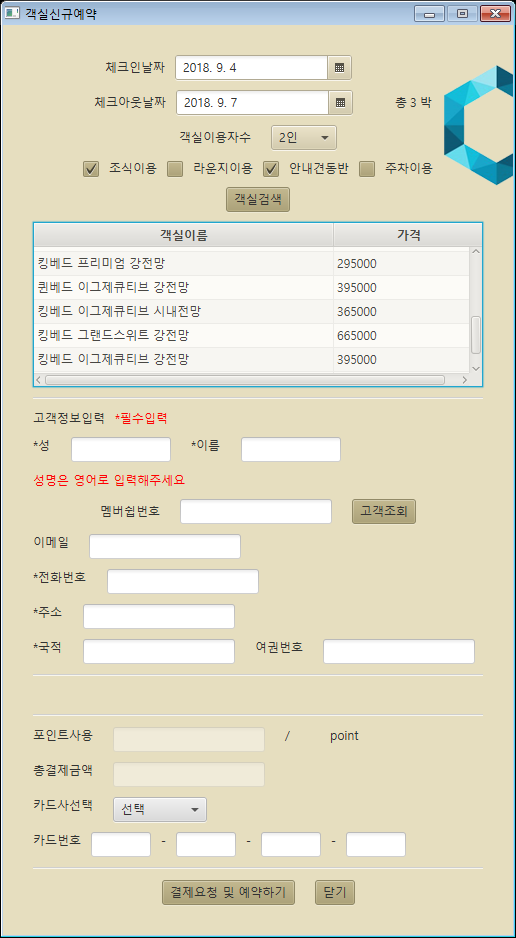 객실신규예약
체크인날짜 2018. 9. 4
체크아웃날짜 2018. 9. 7 총 3 박
객실이용자수 2인
조식이용 라운지이용 안내견동반 주차이용
객실검색
객실이름 가격
킹베드 프리미엄 강전망 295000
퀸베드 이그제큐티브 강전망 395000
킹베드 이그제큐티브 시내전망 365000
킹베드 그랜드스위트 강전망 665000
킹베드 이그제큐티브 강전망 395000
고객정보입력 *필수입력
*성 *이름
성명은 영어로 입력해주세요
멤버쉽번호 고객조회
이메일
*전화번호
*주소
*국적 여권번호
포인트사용 / point
총결제금액
카드사선택 선택
카드번호 - - -
결제요청 및 예약하기 닫기